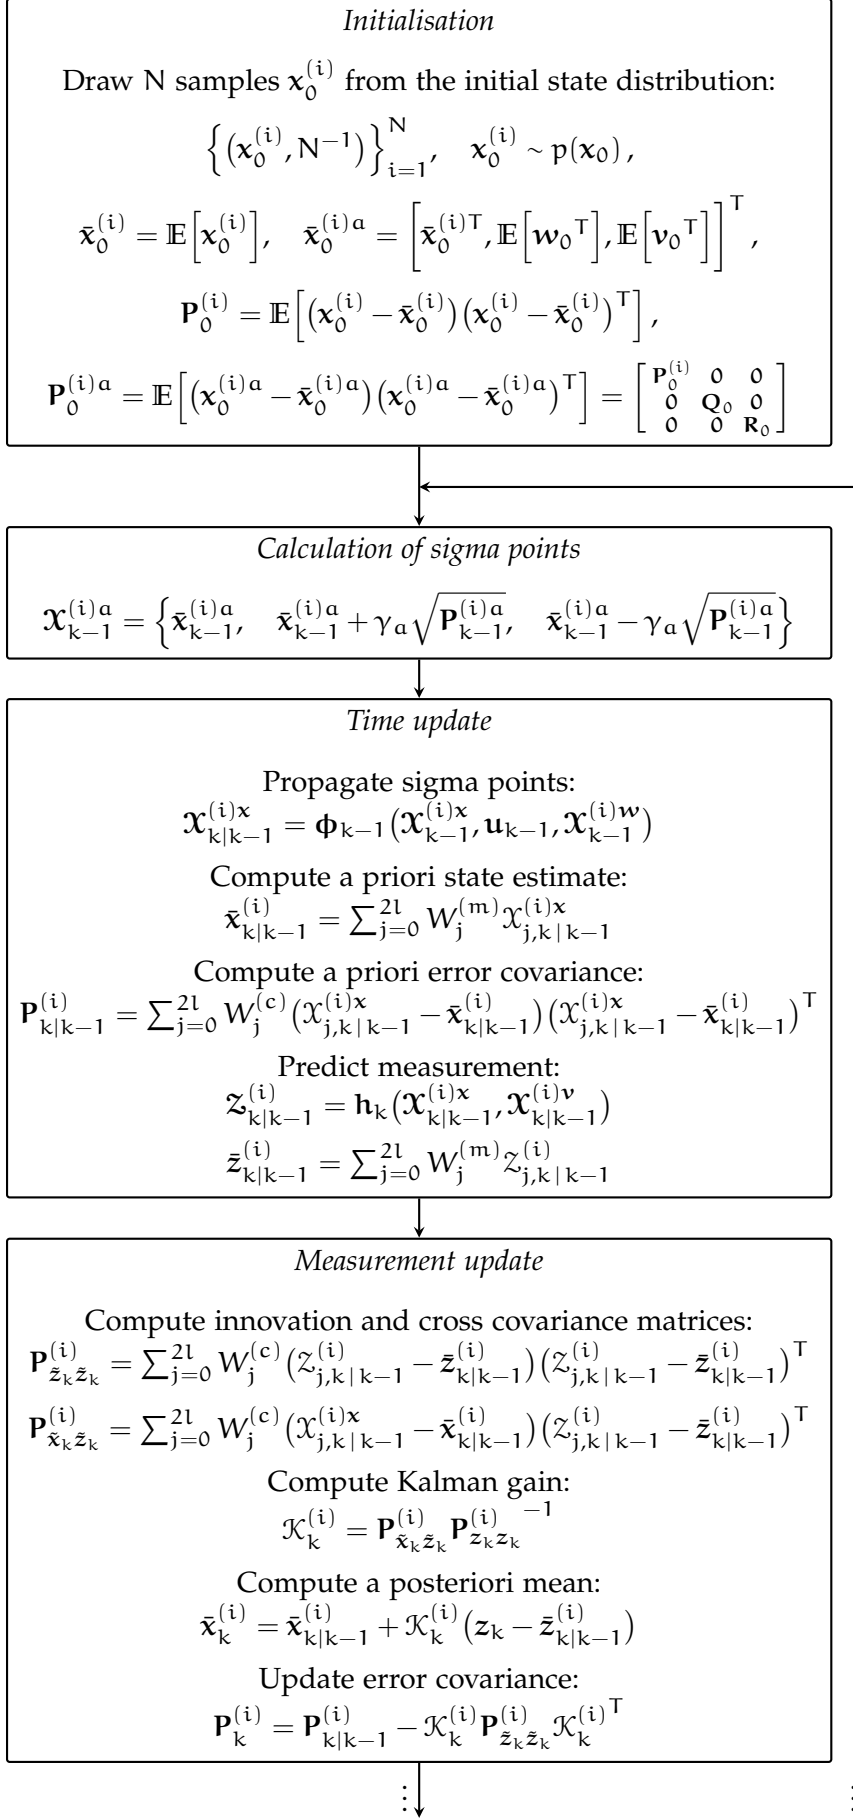 Initialisation
Draw N samples x_0^{(i)} from the initial state distribution:
{(x_0^{(i)}, N^{-1})}_{i=1}^N, x_0^{(i)} ~ p(x_0),
x̄_0^{(i)} = 𝔼[x_0^{(i)}], x̄_0^{(i)a} = [x̄_0^{(i)T}, 𝔼[w_0^T], 𝔼[v_0^T]]^T,
P_0^{(i)} = 𝔼[(x_0^{(i)} − x̄_0^{(i)})(x_0^{(i)} − x̄_0^{(i)})^T],
P_0^{(i)a} = 𝔼[(x_0^{(i)a} − x̄_0^{(i)a})(x_0^{(i)a} − x̄_0^{(i)a})^T] = [P_0^{(i)} 0 0; 0 Q_0 0; 0 0 R_0]
Calculation of sigma points
𝒳_{k−1}^{(i)a} = {x̄_{k−1}^{(i)a}, x̄_{k−1}^{(i)a} + γ_a √(P_{k−1}^{(i)a}), x̄_{k−1}^{(i)a} − γ_a √(P_{k−1}^{(i)a})}
Time update
Propagate sigma points:
𝒳_{k|k−1}^{(i)x} = ϕ_{k−1}(𝒳_{k−1}^{(i)x}, u_{k−1}, 𝒳_{k−1}^{(i)w})
Compute a priori state estimate:
x̄_{k|k−1}^{(i)} = ∑_{j=0}^{2l} W_j^{(m)} 𝒳_{j,k|k−1}^{(i)x}
Compute a priori error covariance:
P_{k|k−1}^{(i)} = ∑_{j=0}^{2l} W_j^{(c)} (𝒳_{j,k|k−1}^{(i)x} − x̄_{k|k−1}^{(i)})(𝒳_{j,k|k−1}^{(i)x} − x̄_{k|k−1}^{(i)})^T
Predict measurement:
𝒵_{k|k−1}^{(i)} = h_k(𝒳_{k|k−1}^{(i)x}, 𝒳_{k|k−1}^{(i)v})
z̄_{k|k−1}^{(i)} = ∑_{j=0}^{2l} W_j^{(m)} 𝒵_{j,k|k−1}^{(i)}
Measurement update
Compute innovation and cross covariance matrices:
P_{z̃_k z̃_k}^{(i)} = ∑_{j=0}^{2l} W_j^{(c)} (𝒵_{j,k|k−1}^{(i)} − z̄_{k|k−1}^{(i)})(𝒵_{j,k|k−1}^{(i)} − z̄_{k|k−1}^{(i)})^T
P_{x̃_k z̃_k}^{(i)} = ∑_{j=0}^{2l} W_j^{(c)} (𝒳_{j,k|k−1}^{(i)x} − x̄_{k|k−1}^{(i)})(𝒵_{j,k|k−1}^{(i)} − z̄_{k|k−1}^{(i)})^T
Compute Kalman gain:
𝒦_k^{(i)} = P_{x̃_k z̃_k}^{(i)} P_{z_k z_k}^{(i)}^{−1}
Compute a posteriori mean:
x̄_k^{(i)} = x̄_{k|k−1}^{(i)} + 𝒦_k^{(i)}(z_k − z̄_{k|k−1}^{(i)})
Update error covariance:
P_k^{(i)} = P_{k|k−1}^{(i)} − 𝒦_k^{(i)} P_{z̃_k z̃_k}^{(i)} 𝒦_k^{(i)T}
⋮ ⋮